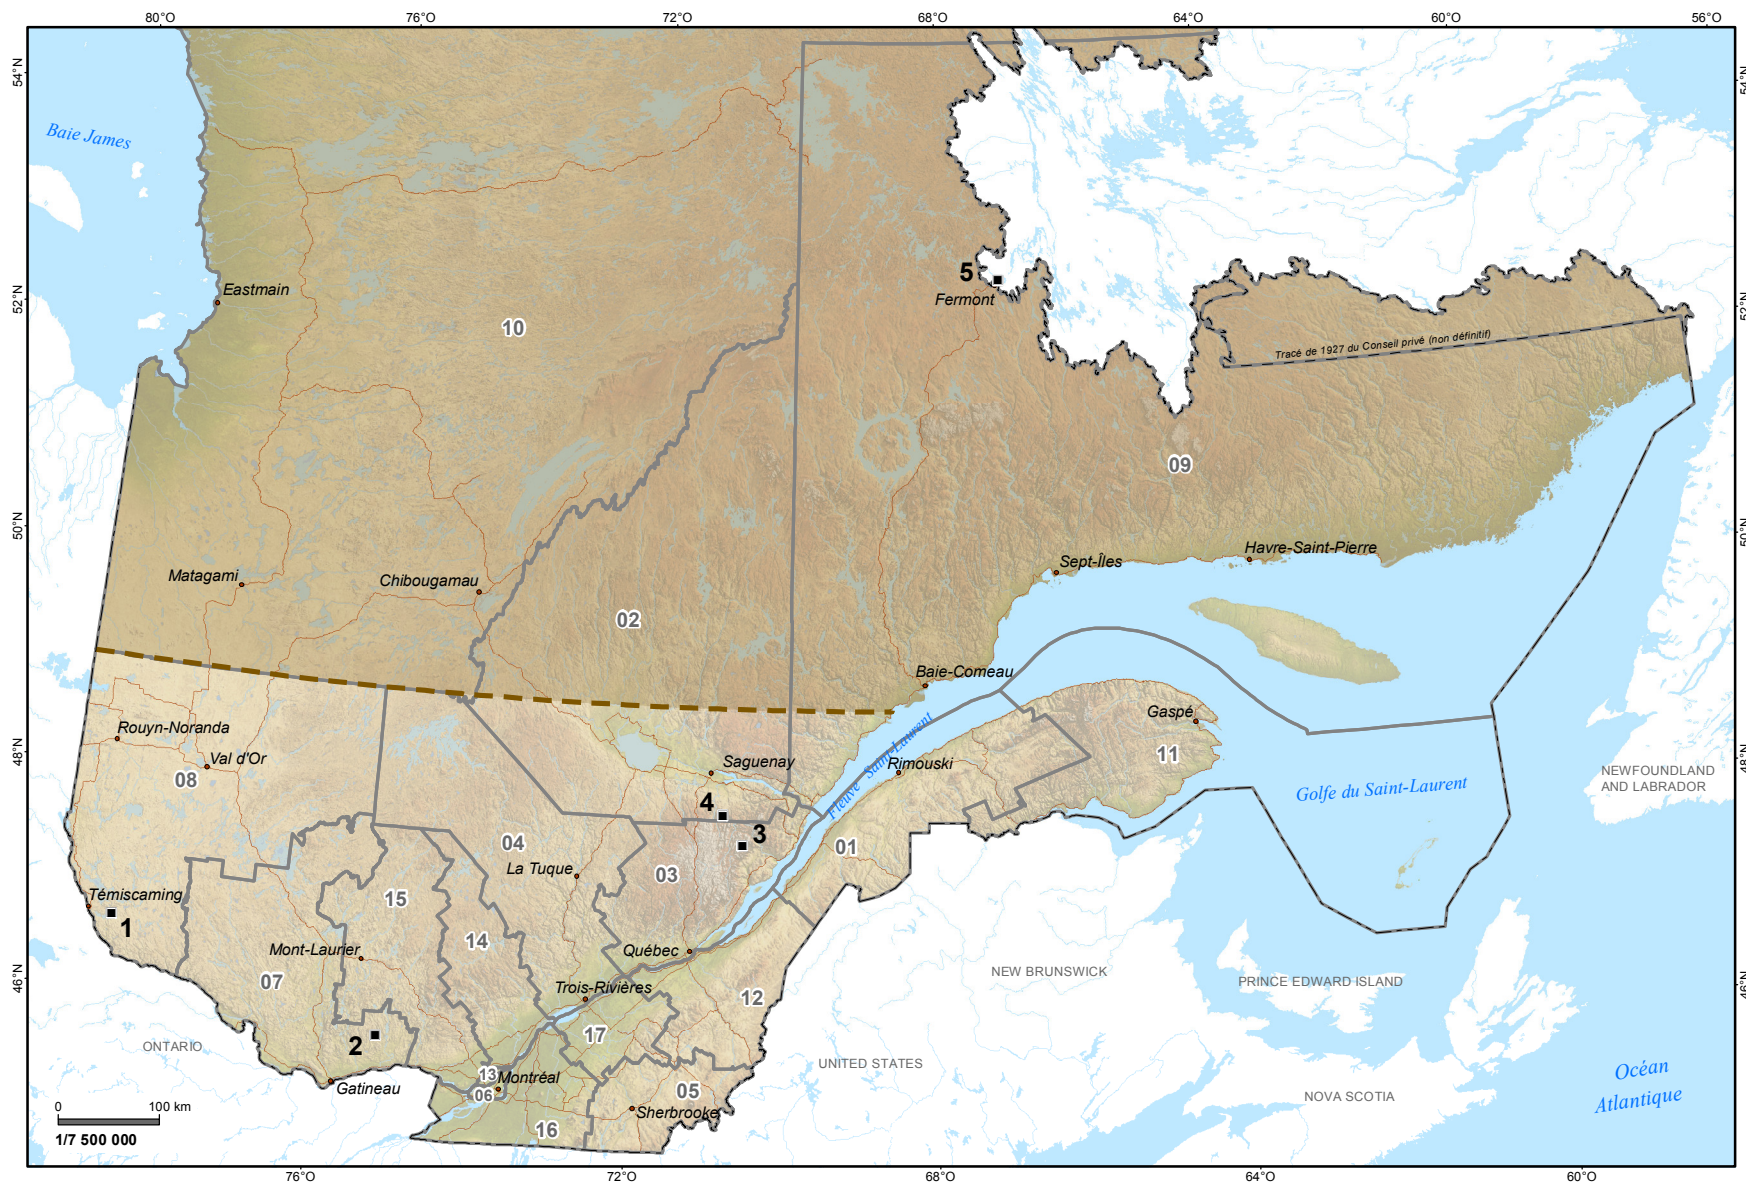 80°O 76°O 72°O 68°O 64°O 60°O 56°O
54°N
54°N
Baie James
5
Fermont
52°N
52°N
Eastmain
10
Tracé de 1927 du Conseil privé (non définitif)
09
50°N
50°N
Matagami
Chibougamau
Sept-Îles
Havre-Saint-Pierre
02
Baie-Comeau
Rouyn-Noranda
Val d'Or
08
Saguenay
Fleuve Saint-Laurent
Rimouski
Gaspé
11
48°N
48°N
NEWFOUNDLAND
AND LABRADOR
Golfe du Saint-Laurent
4
3
04
01
La Tuque
03
Témiscaming
1
15
14
Mont-Laurier
07
Québec
46°N
46°N
Trois-Rivières
12
NEW BRUNSWICK
PRINCE EDWARD ISLAND
2
17
ONTARIO
UNITED STATES
13
Montréal
06
05
Gatineau
Sherbrooke
16
NOVA SCOTIA
Océan
Atlantique
0 100 km
1/7 500 000
76°O 72°O 68°O 64°O 60°O